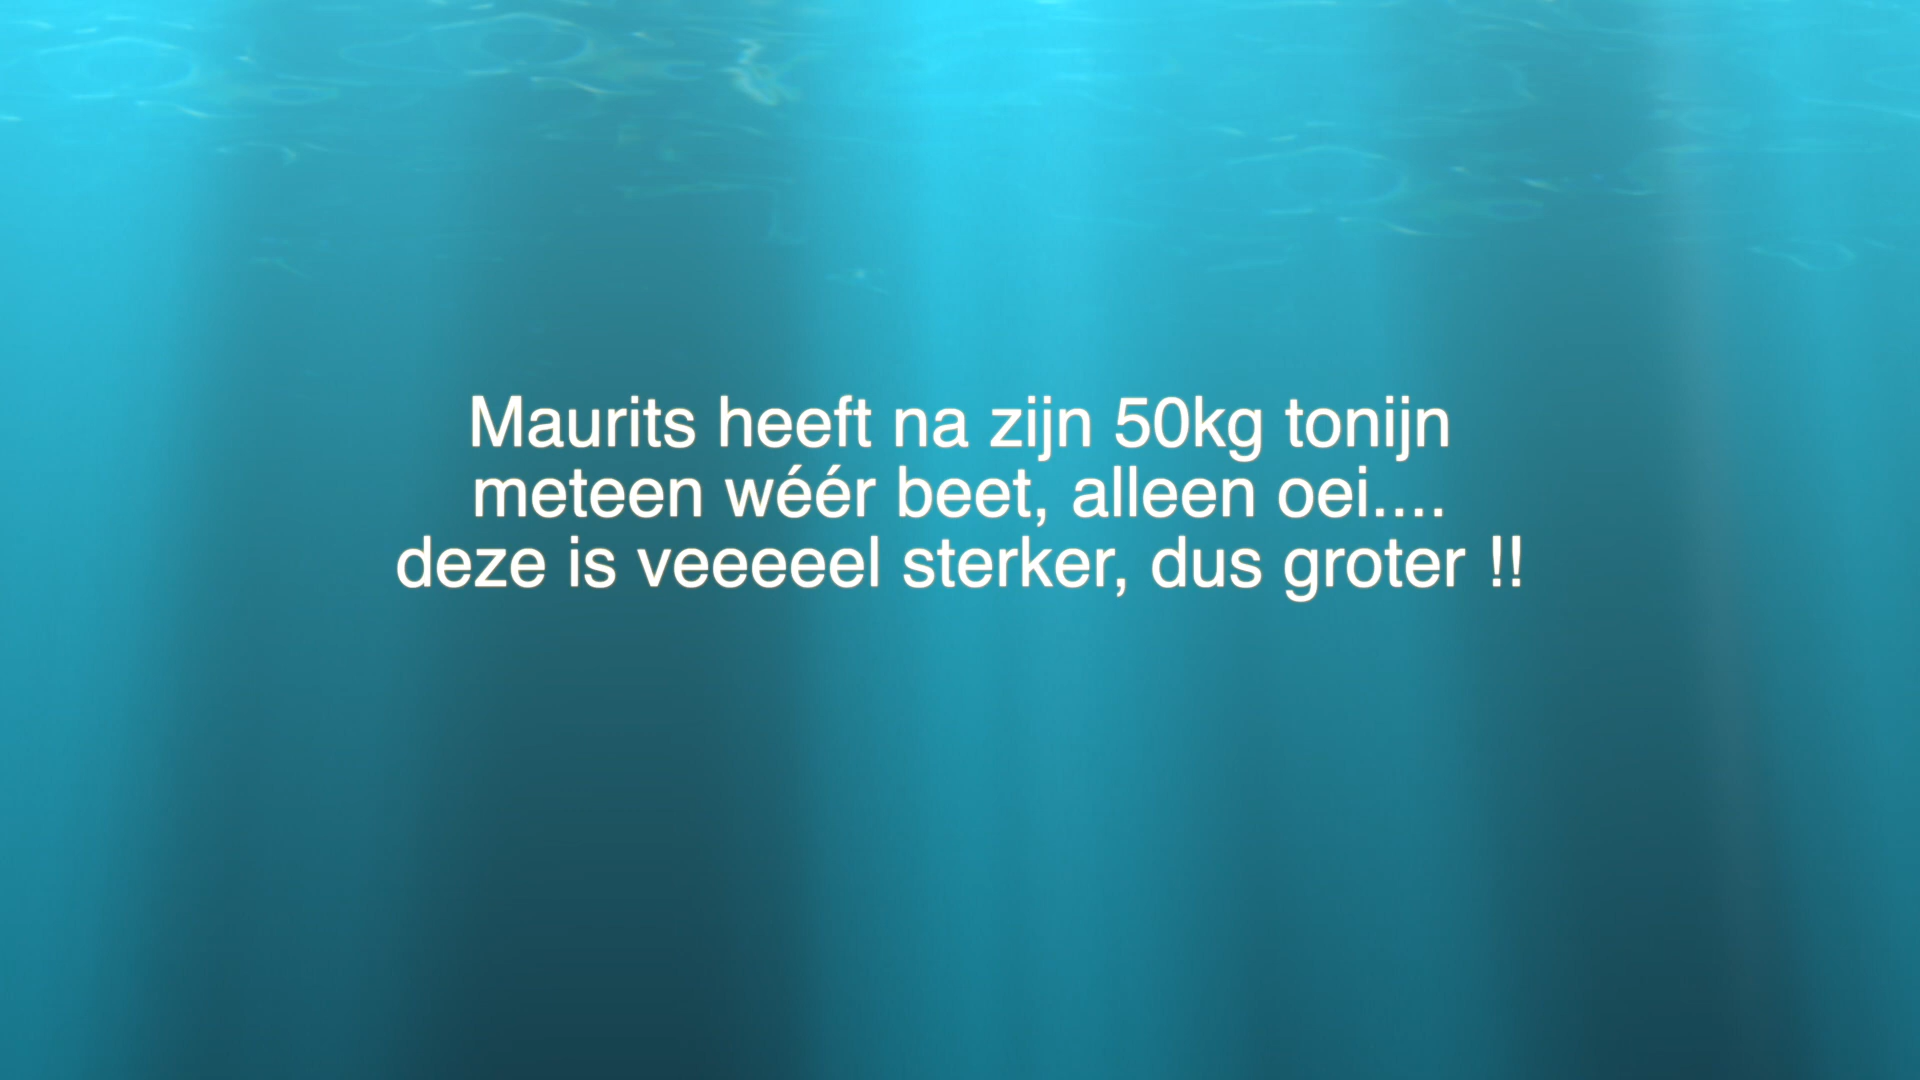 Maurits heeft na zijn 50kg tonijn
meteen wéér beet, alleen oei....
deze is veeeeel sterker, dus groter !!